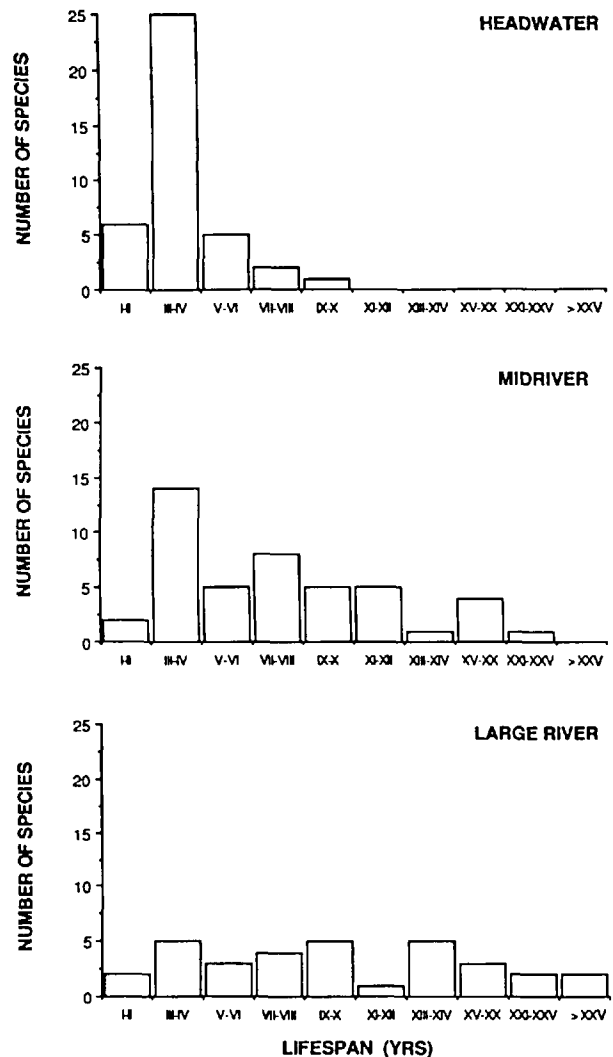 HEADWATER
NUMBER OF SPECIES
25
20
15
10
5
0
I-II III-IV V-VI VII-VIII IX-X XI-XII XIII-XIV XV-XX XXI-XXV >XXV
MIDRIVER
NUMBER OF SPECIES
25
20
15
10
5
0
I-II III-IV V-VI VII-VIII IX-X XI-XII XIII-XIV XV-XX XXI-XXV >XXV
LARGE RIVER
NUMBER OF SPECIES
25
20
15
10
5
0
I-II III-IV V-VI VII-VIII IX-X XI-XII XIII-XIV XV-XX XXI-XXV >XXV
LIFESPAN (YRS)